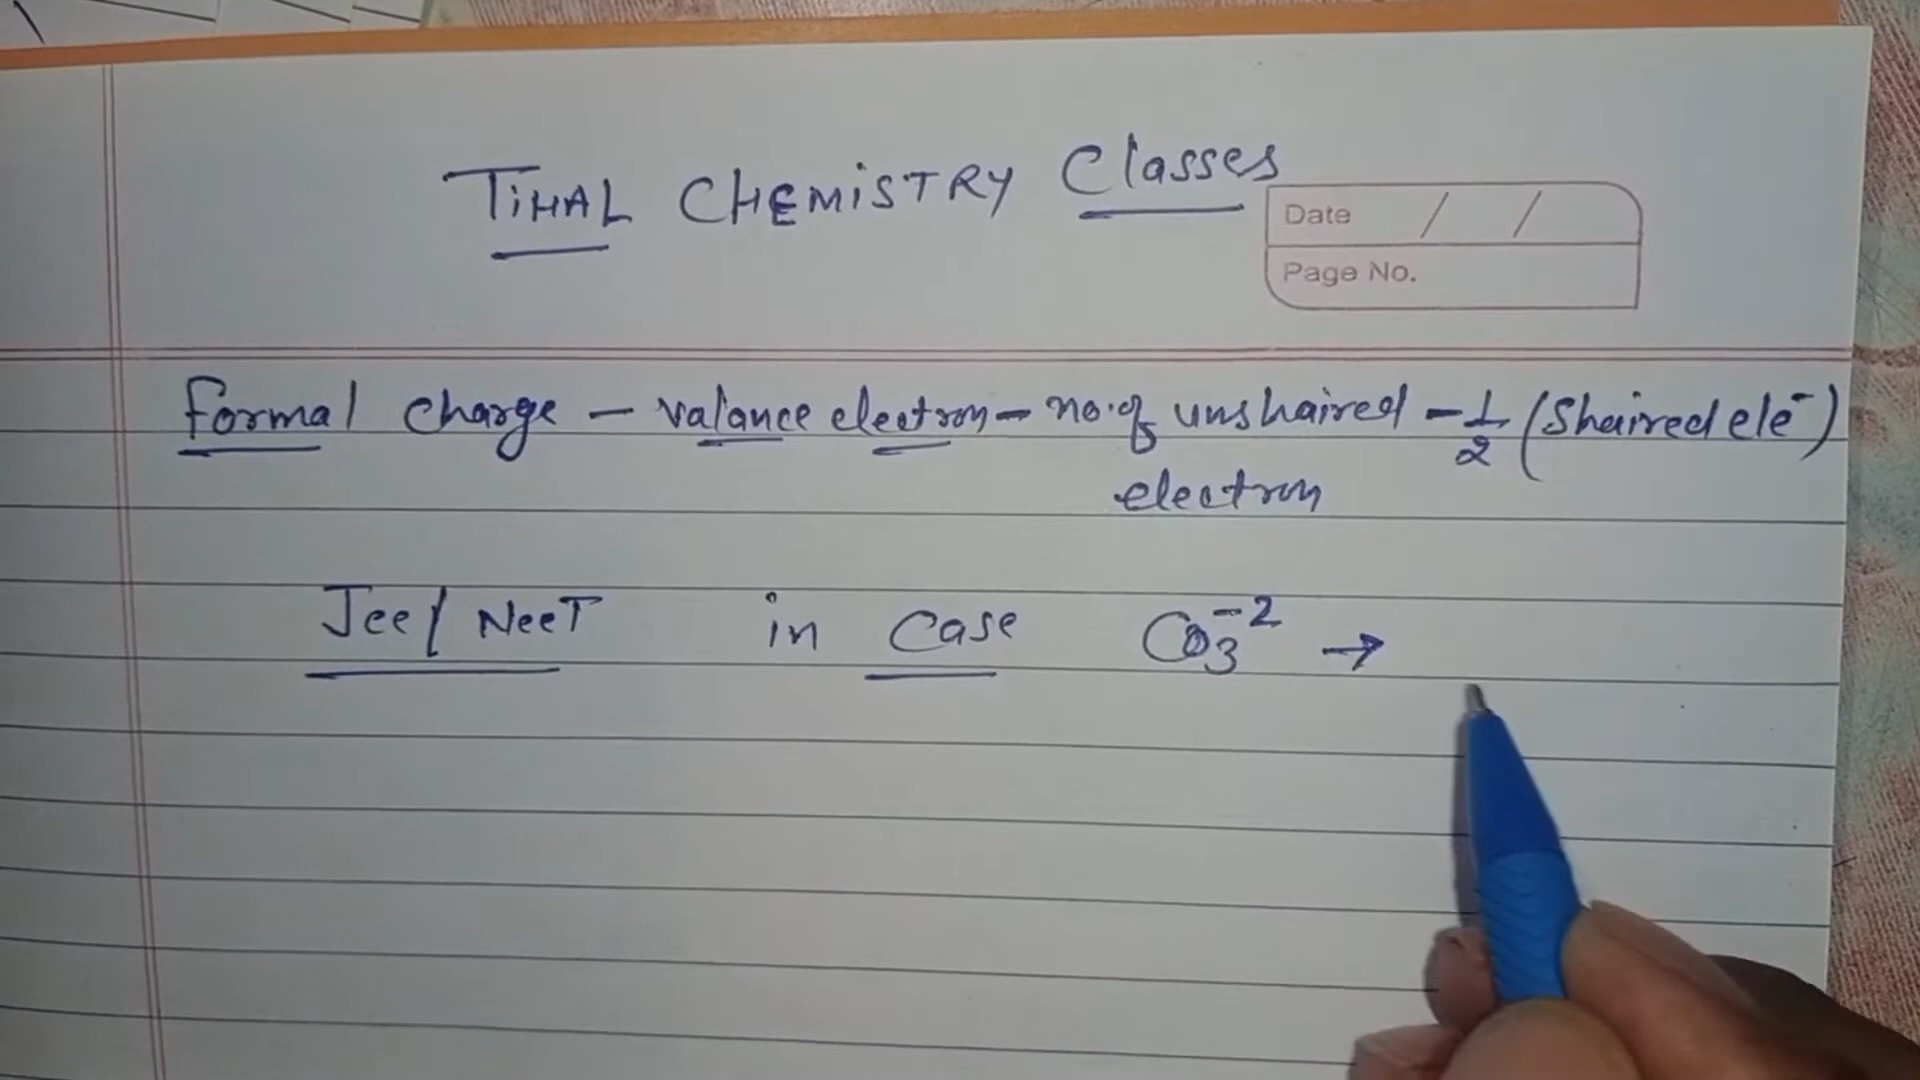 TiHAL CHEMiSTRY Classes
Date / /
Page No.
formal charge - valance electron - no. of unshaired - 1/2 (Shaired ele⁻)
electron
Jee/ NeeT in Case CO₃⁻² →